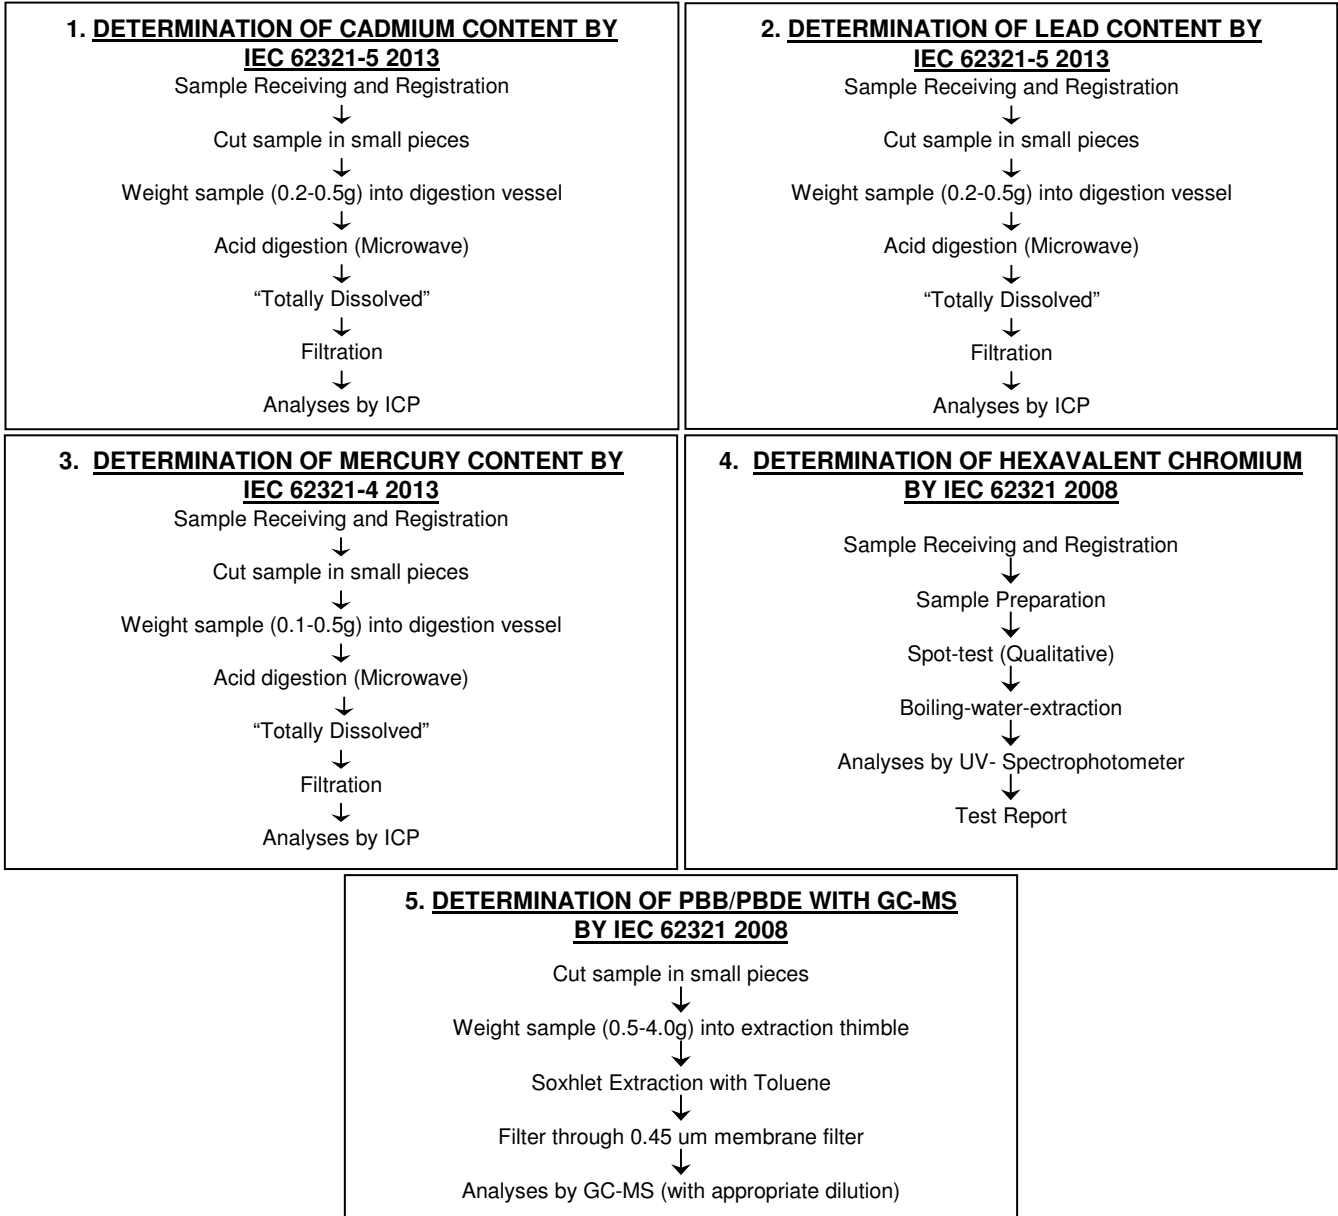 1. DETERMINATION OF CADMIUM CONTENT BY
IEC 62321-5 2013
Sample Receiving and Registration
Cut sample in small pieces
Weight sample (0.2-0.5g) into digestion vessel
Acid digestion (Microwave)
“Totally Dissolved”
Filtration
Analyses by ICP
2. DETERMINATION OF LEAD CONTENT BY
IEC 62321-5 2013
Sample Receiving and Registration
Cut sample in small pieces
Weight sample (0.2-0.5g) into digestion vessel
Acid digestion (Microwave)
“Totally Dissolved”
Filtration
Analyses by ICP
3. DETERMINATION OF MERCURY CONTENT BY
IEC 62321-4 2013
Sample Receiving and Registration
Cut sample in small pieces
Weight sample (0.1-0.5g) into digestion vessel
Acid digestion (Microwave)
“Totally Dissolved”
Filtration
Analyses by ICP
4. DETERMINATION OF HEXAVALENT CHROMIUM
BY IEC 62321 2008
Sample Receiving and Registration
Sample Preparation
Spot-test (Qualitative)
Boiling-water-extraction
Analyses by UV- Spectrophotometer
Test Report
5. DETERMINATION OF PBB/PBDE WITH GC-MS
BY IEC 62321 2008
Cut sample in small pieces
Weight sample (0.5-4.0g) into extraction thimble
Soxhlet Extraction with Toluene
Filter through 0.45 um membrane filter
Analyses by GC-MS (with appropriate dilution)